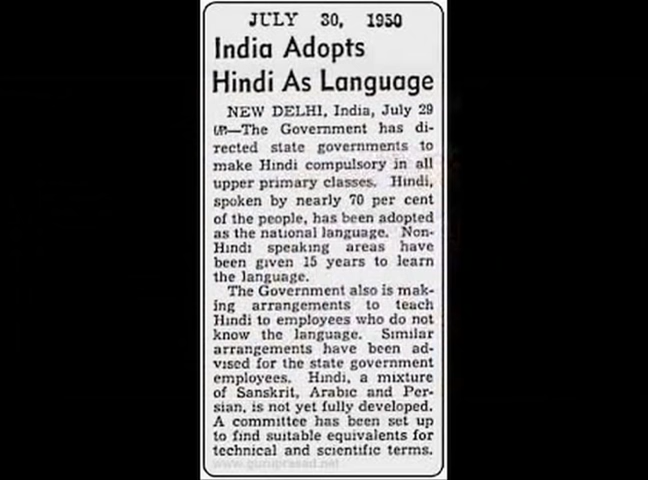 JULY 30, 1950
India Adopts
Hindi As Language
NEW DELHI, India, July 29
(UP)—The Government has di-
rected state governments to
make Hindi compulsory in all
upper primary classes. Hindi,
spoken by nearly 70 per cent
of the people, has been adopted
as the national language. Non-
Hindi speaking areas have
been given 15 years to learn
the language.
The Government also is mak-
ing arrangements to teach
Hindi to employees who do not
know the language. Similar
arrangements have been ad-
vised for the state government
employees. Hindi, a mixture
of Sanskrit, Arabic and Per-
sian, is not yet fully developed.
A committee has been set up
to find suitable equivalents for
technical and scientific terms.
www.guruprasad.net